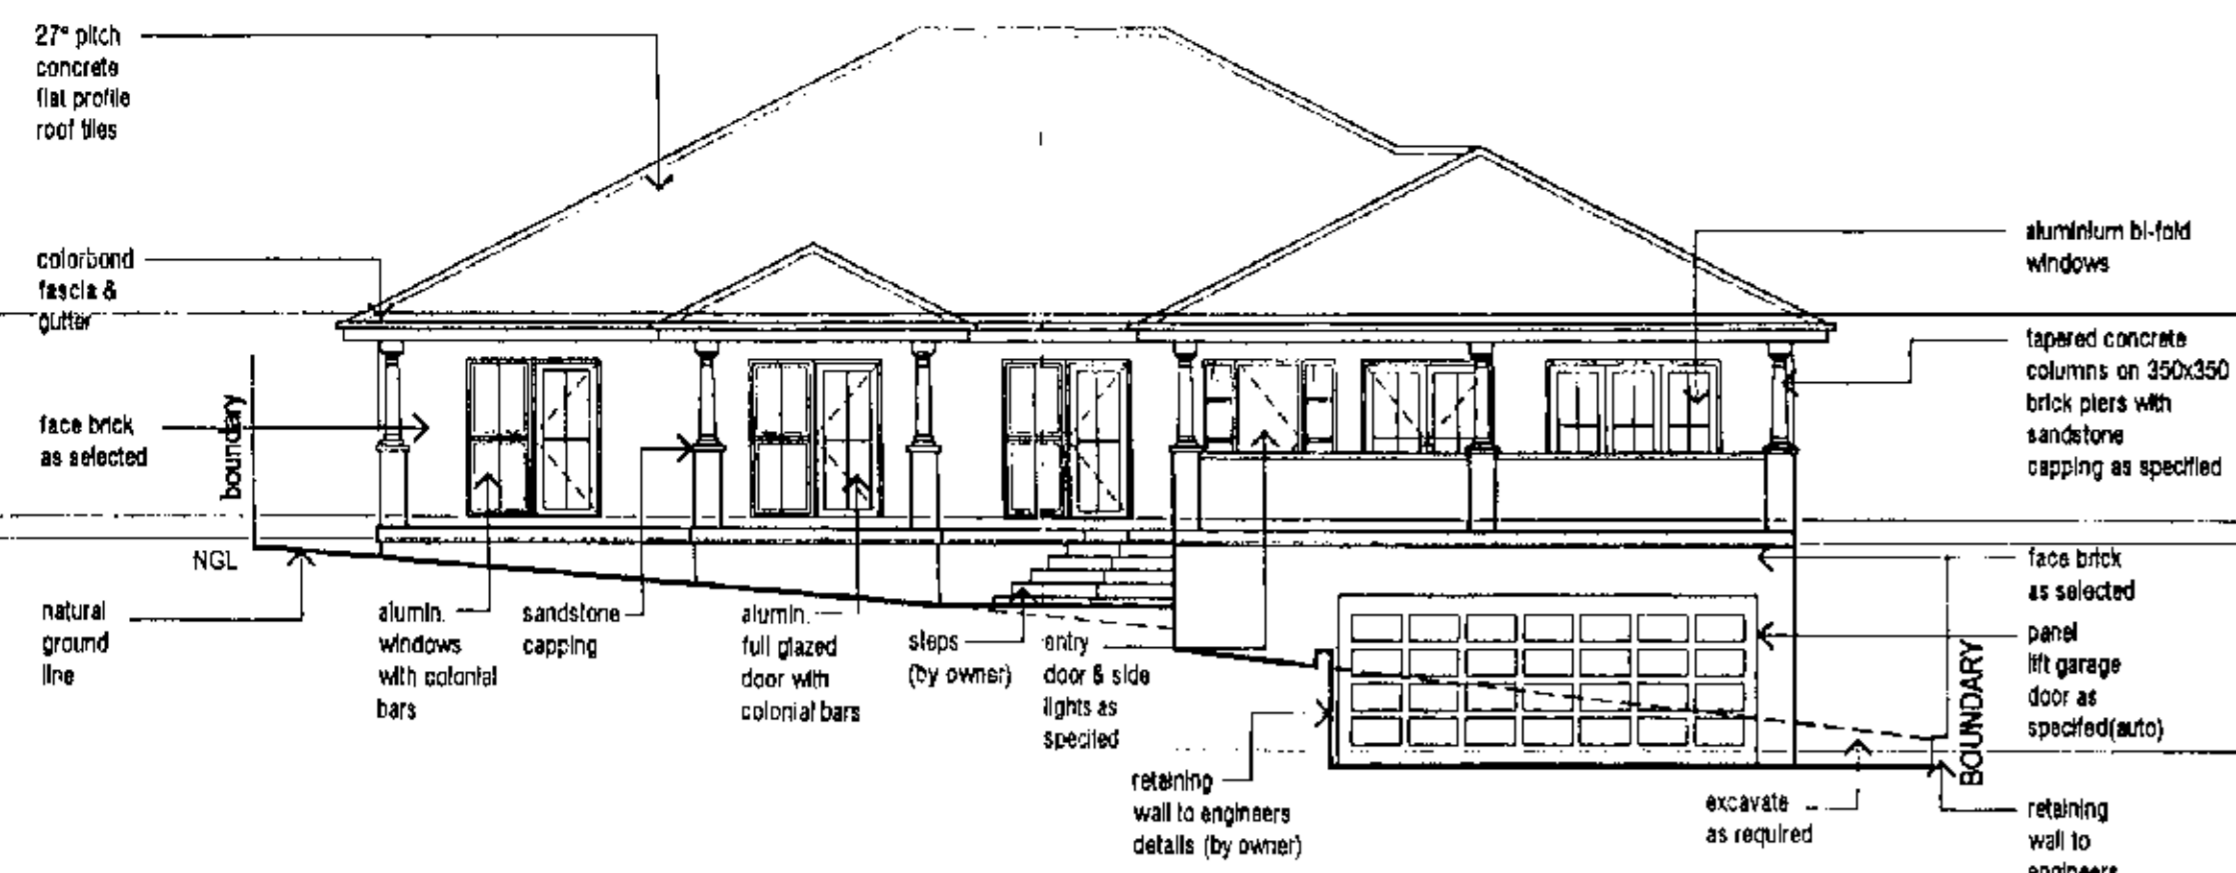 27° pitch
concrete
flat profile
roof tiles
colorbond
fascia &
gutter
boundary
face brick
as selected
NGL
natural
ground
line
alumin.
windows
with colonial
bars
sandstone
capping
alumin.
full glazed
door with
colonial bars
steps
(by owner)
entry
door & side
lights as
specified
retaining
wall to engineers
details (by owner)
aluminium bi-fold
windows
tapered concrete
columns on 350x350
brick piers with
sandstone
capping as specified
face brick
as selected
panel
lift garage
door as
specifed(auto)
BOUNDARY
excavate
as required
retaining
wall to
engineers